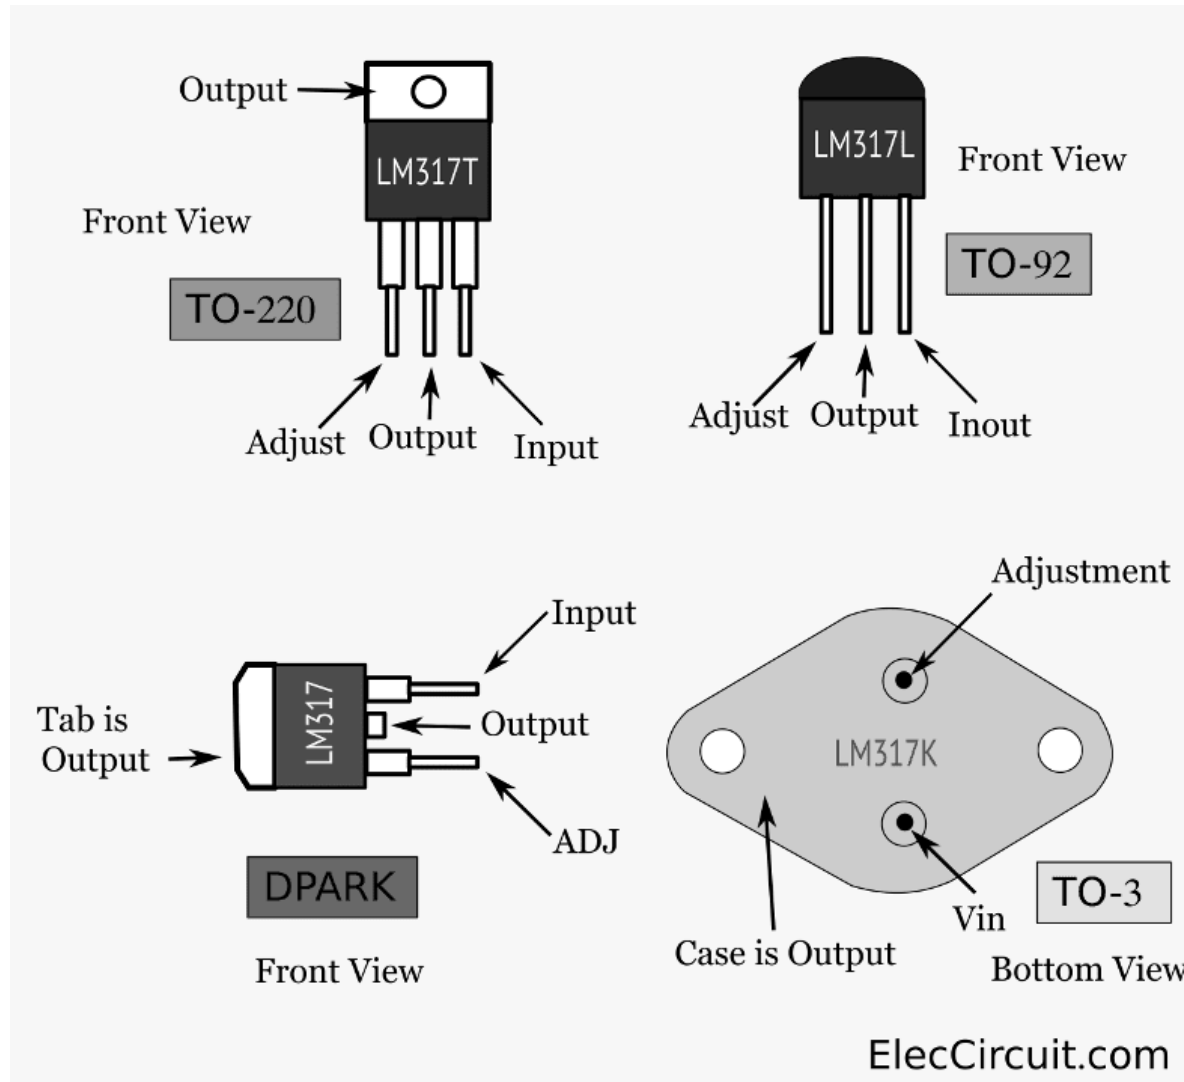 Output
LM317T
Front View
TO-220
Adjust
Output
Input
LM317L
Front View
TO-92
Adjust
Output
Inout
Input
LM317
Tab is
Output
Output
ADJ
DPARK
Front View
Adjustment
LM317K
Vin
TO-3
Case is Output
Bottom View
ElecCircuit.com